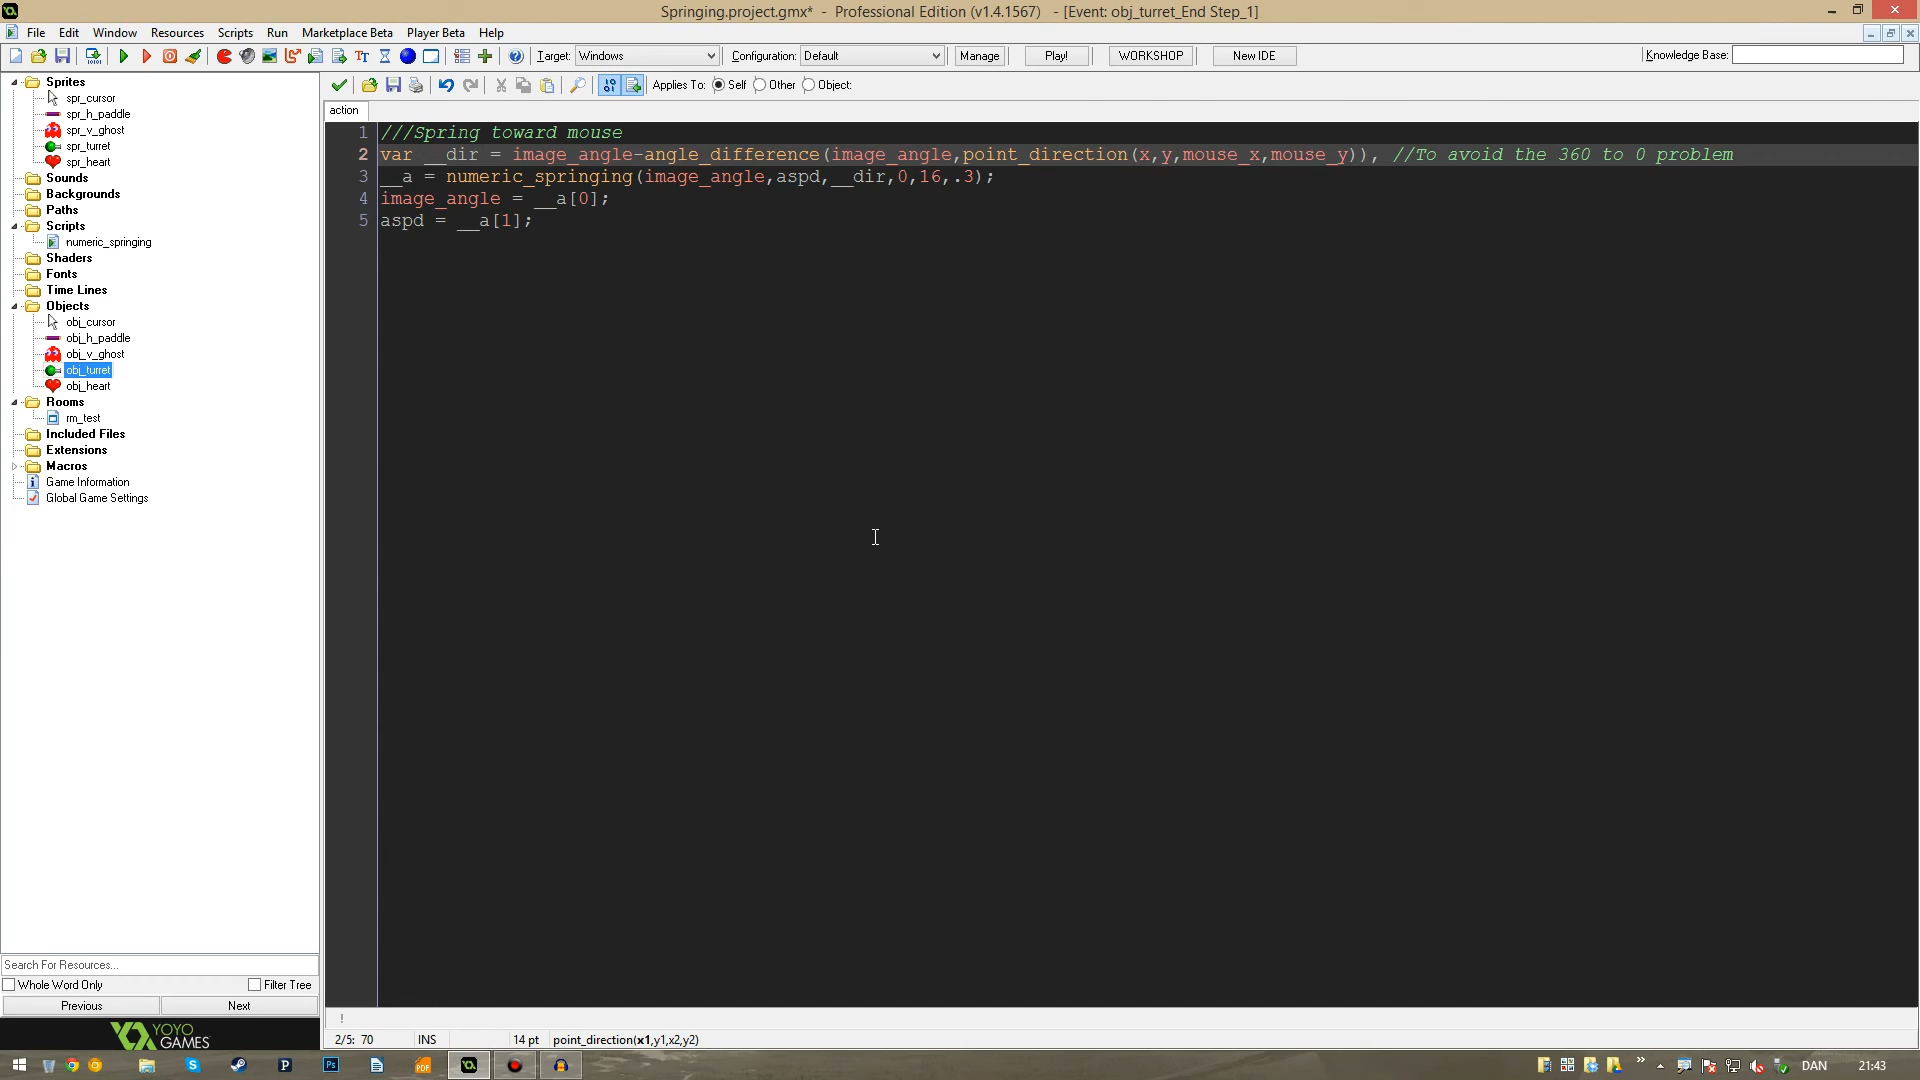 Springing.project.gmx* - Professional Edition (v1.4.1567) - [Event: obj_turret_End Step_1]
File Edit Window Resources Scripts Run Marketplace Beta Player Beta Help
Target: Windows Configuration: Default Manage Play! WORKSHOP New IDE Knowledge Base:
Applies To: Self Other Object:
action
Sprites
spr_cursor
spr_h_paddle
spr_v_ghost
spr_turret
spr_heart
Sounds
Backgrounds
Paths
Scripts
numeric_springing
Shaders
Fonts
Time Lines
Objects
obj_cursor
obj_h_paddle
obj_v_ghost
obj_turret
obj_heart
Rooms
rm_test
Included Files
Extensions
Macros
Game Information
Global Game Settings
1 ///Spring toward mouse
2 var __dir = image_angle-angle_difference(image_angle,point_direction(x,y,mouse_x,mouse_y)), //To avoid the 360 to 0 problem
3 __a = numeric_springing(image_angle,aspd,__dir,0,16,.3);
4 image_angle = __a[0];
5 aspd = __a[1];
Search For Resources...
Whole Word Only Filter Tree
Previous Next
YOYO
GAMES
!
2/5: 70 INS 14 pt point_direction(x1,y1,x2,y2)
DAN 21:43